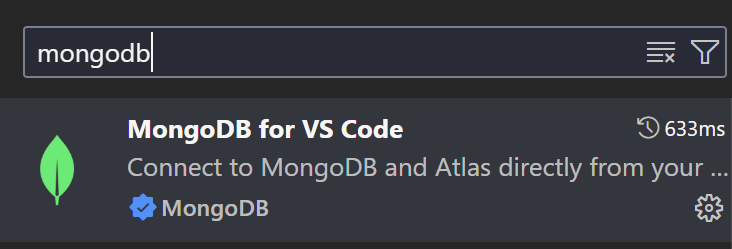 mongodb
MongoDB for VS Code 633ms
Connect to MongoDB and Atlas directly from your ...
MongoDB